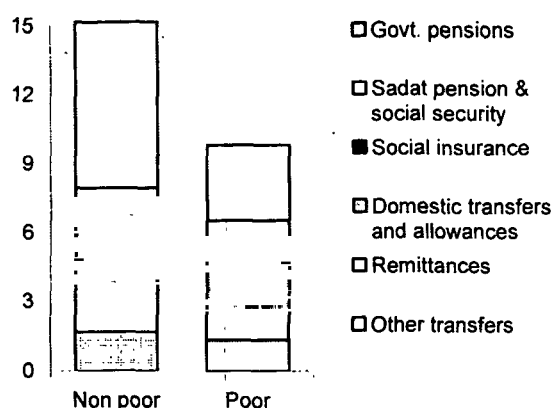 15
12
9
6
3
0
Non poor
Poor
Govt. pensions
Sadat pension &
social security
Social insurance
Domestic transfers
and allowances
Remittances
Other transfers